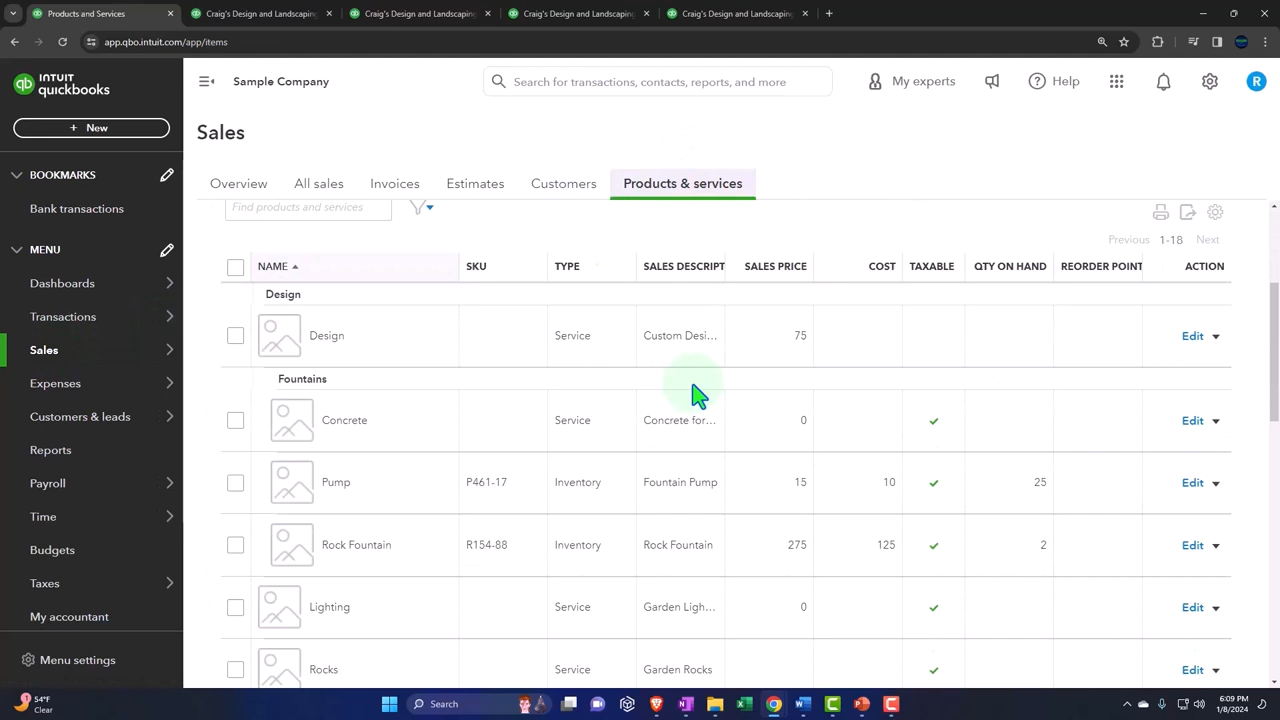 Products and Services
Craig's Design and Landscaping
Craig's Design and Landscaping
Craig's Design and Landscaping
Craig's Design and Landscaping
app.qbo.intuit.com/app/items
INTUIT
quickbooks
+ New
BOOKMARKS
Bank transactions
MENU
Dashboards
Transactions
Sales
Expenses
Customers & leads
Reports
Payroll
Time
Budgets
Taxes
My accountant
Menu settings
Sample Company
Search for transactions, contacts, reports, and more
My experts
Help
R
Sales
Overview All sales Invoices Estimates Customers Products & services
Find products and services
Previous 1-18 Next
NAME SKU TYPE SALES DESCRIPT SALES PRICE COST TAXABLE QTY ON HAND REORDER POINT ACTION
Design
Design Service Custom Desi... 75 Edit
Fountains
Concrete Service Concrete for... 0 Edit
Pump P461-17 Inventory Fountain Pump 15 10 25 Edit
Rock Fountain R154-88 Inventory Rock Fountain 275 125 2 Edit
Lighting Service Garden Ligh... 0 Edit
Rocks Service Garden Rocks Edit
1
54°F
Clear
Search
6:09 PM
1/8/2024